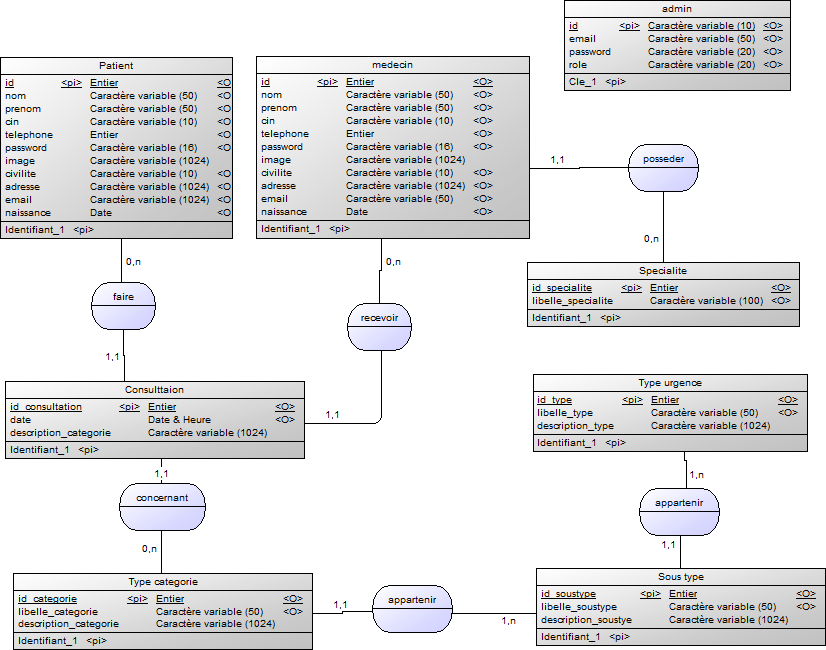 admin
id <pi> Caractère variable (10) <O>
email Caractère variable (50) <O>
password Caractère variable (20) <O>
role Caractère variable (20) <O>
Cle_1 <pi>
Patient
id <pi> Entier <O
nom Caractère variable (50) <O
prenom Caractère variable (50) <O
cin Caractère variable (10) <O
telephone Entier <O
password Caractère variable (16) <O
image Caractère variable (1024)
civilite Caractère variable (10) <O
adresse Caractère variable (1024) <O
email Caractère variable (1024) <O
naissance Date <O
Identifiant_1 <pi>
medecin
id <pi> Entier <O>
nom Caractère variable (50) <O>
prenom Caractère variable (50) <O>
cin Caractère variable (10) <O>
telephone Entier <O>
password Caractère variable (16) <O>
image Caractère variable (1024)
civilite Caractère variable (10) <O>
adresse Caractère variable (1024) <O>
email Caractère variable (50) <O>
naissance Date <O>
Identifiant_1 <pi>
1,1
posseder
0,n
Specialite
id_specialite <pi> Entier <O>
libelle_specialite Caractère variable (100) <O>
Identifiant_1 <pi>
0,n
faire
1,1
0,n
recevoir
1,1
Consulttaion
id_consultation <pi> Entier <O>
date Date & Heure <O>
description_categorie Caractère variable (1024)
Identifiant_1 <pi>
Type urgence
id_type <pi> Entier <O>
libelle_type Caractère variable (50) <O>
description_type Caractère variable (1024)
Identifiant_1 <pi>
1,1
concernant
0,n
1,n
appartenir
1,1
Type categorie
id_categorie <pi> Entier <O>
libelle_categorie Caractère variable (50) <O>
description_categorie Caractère variable (1024)
Identifiant_1 <pi>
1,1
appartenir
1,n
Sous type
id_soustype <pi> Entier <O>
libelle_soustype Caractère variable (50) <O>
description_soustye Caractère variable (1024)
Identifiant_1 <pi>